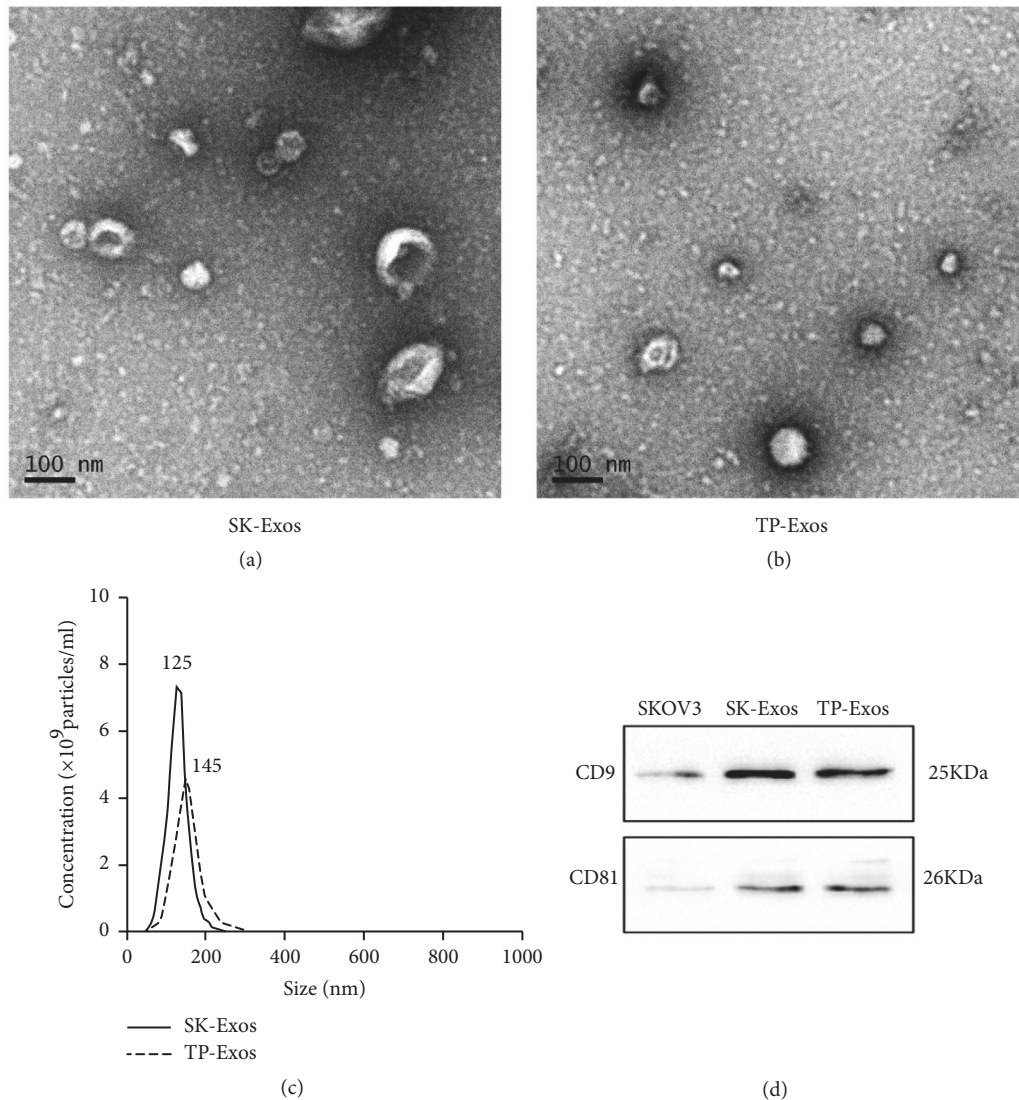 100 nm
100 nm
SK-Exos
TP-Exos
(a)
(b)
Concentration (×10⁹particles/ml)
10
8
6
4
2
0
125
145
0 200 400 600 800 1000
Size (nm)
SK-Exos
TP-Exos
(c)
SKOV3 SK-Exos TP-Exos
CD9 25KDa
CD81 26KDa
(d)